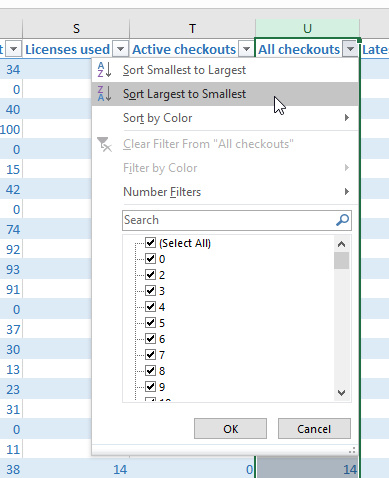 S T U
t Licenses used Active checkouts All checkouts Late
34
0
40
100
0
15
42
0
74
92
93
91
0
37
30
13
23
31
0
11
38 14 0 14
Sort Smallest to Largest
Sort Largest to Smallest
Sort by Color
Clear Filter From "All checkouts"
Filter by Color
Number Filters
Search
(Select All)
0
2
3
4
5
6
7
8
9
OK Cancel